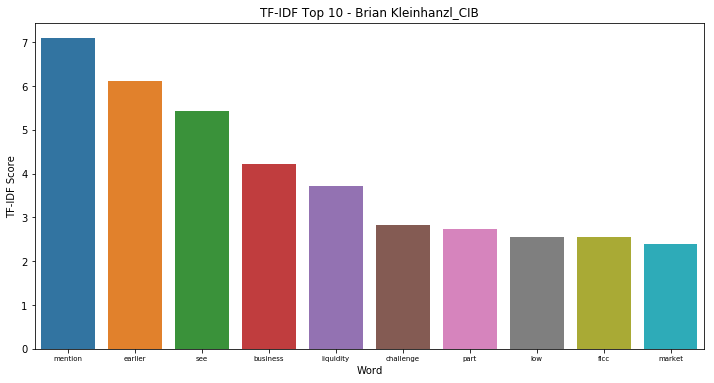 TF-IDF Top 10 - Brian Kleinhanzl_CIB
TF-IDF Score
7
6
5
4
3
2
1
0
mention earlier see business liquidity challenge part low ficc market
Word